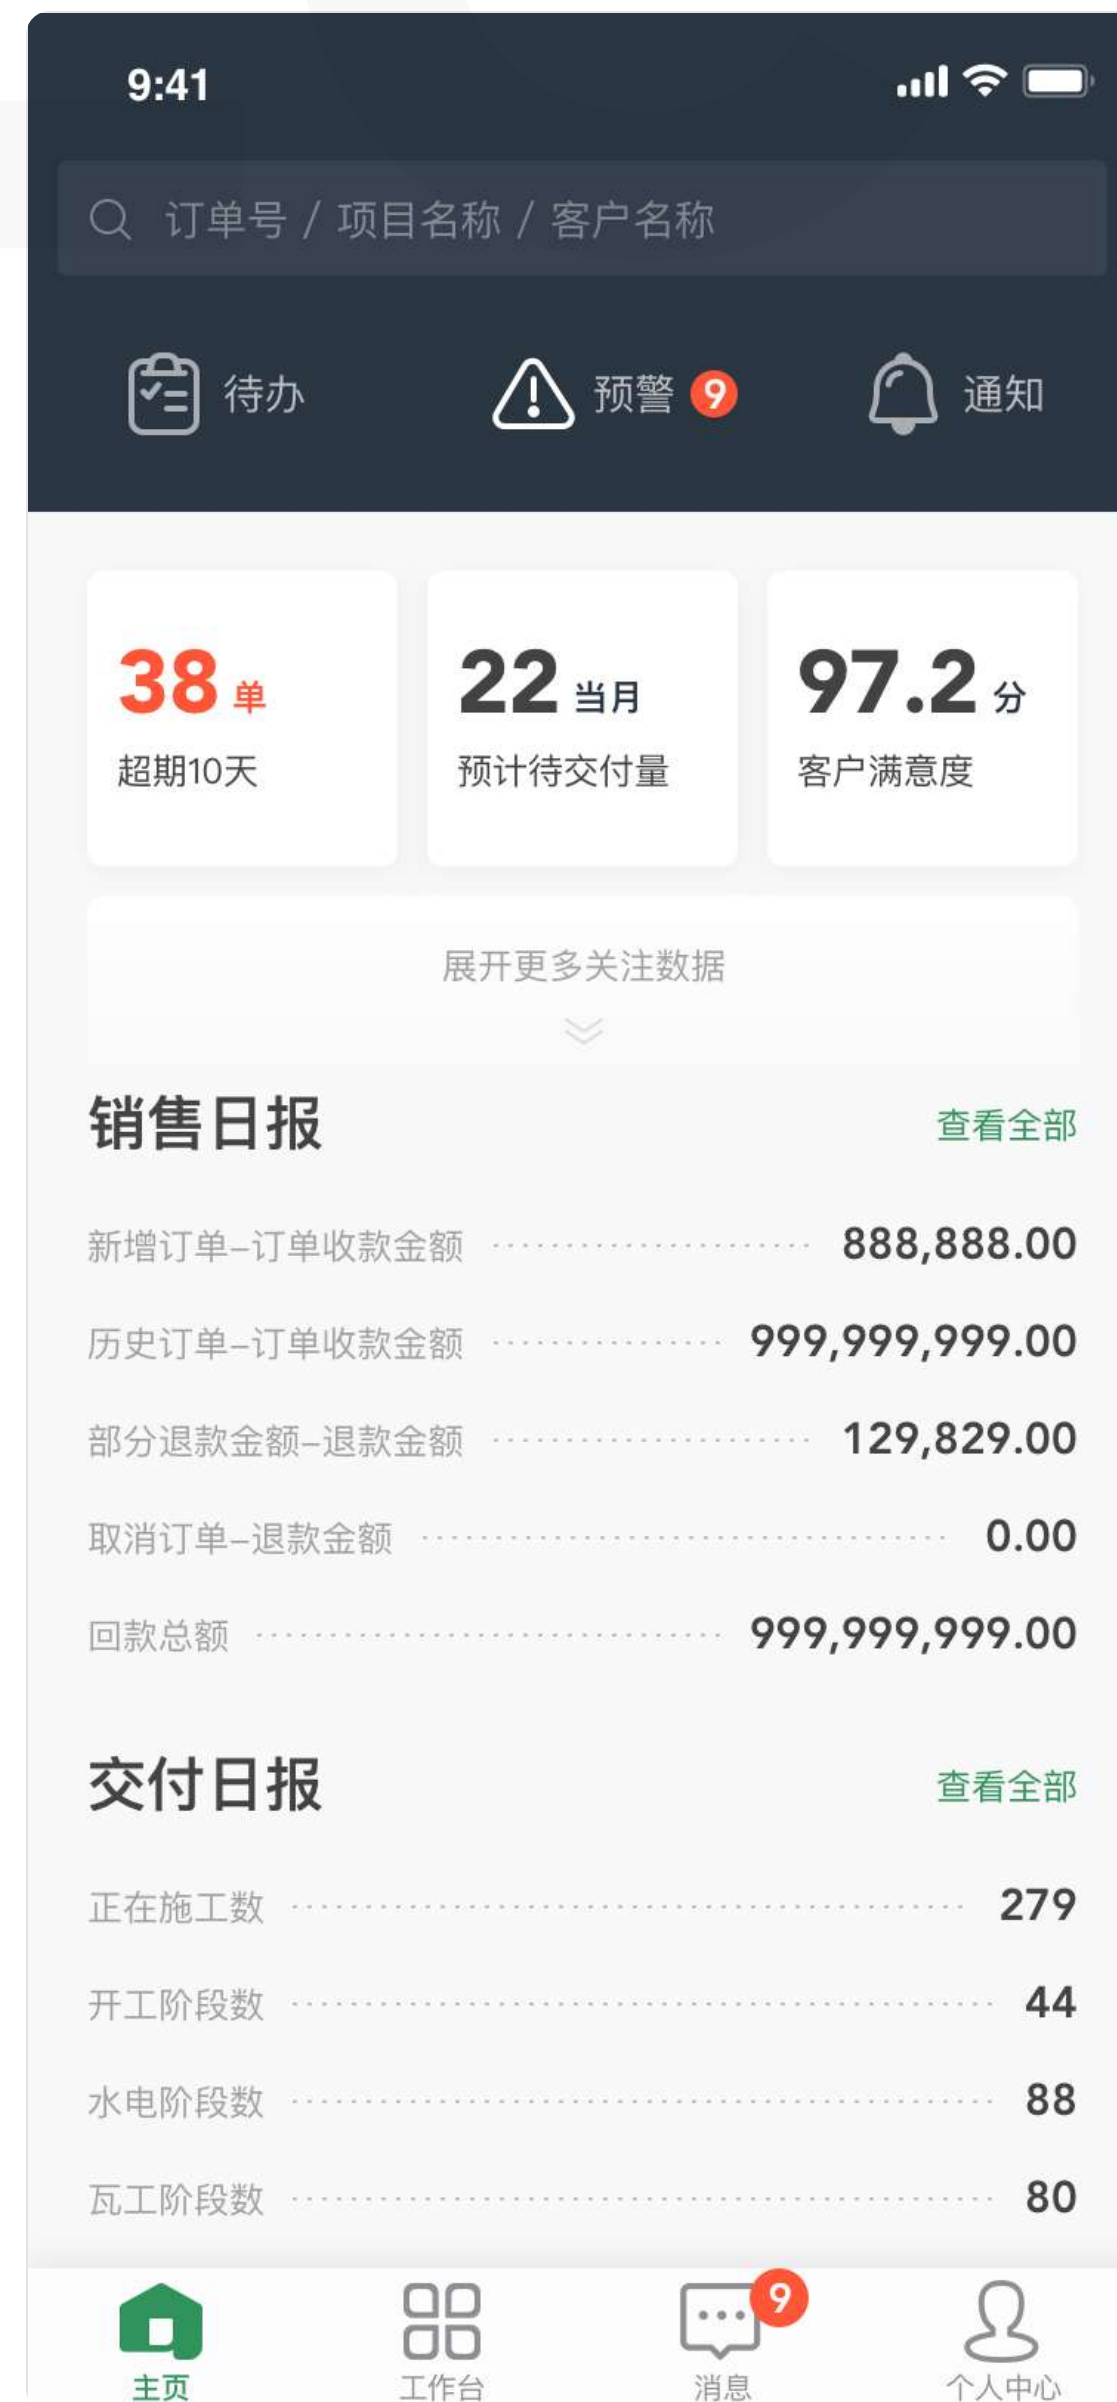 9:41
订单号 / 项目名称 / 客户名称
待办 预警 9 通知
38 单 22 当月 97.2 分
超期10天 预计待交付量 客户满意度
展开更多关注数据
销售日报 查看全部
新增订单-订单收款金额 888,888.00
历史订单-订单收款金额 999,999,999.00
部分退款金额-退款金额 129,829.00
取消订单-退款金额 0.00
回款总额 999,999,999.00
交付日报 查看全部
正在施工数 279
开工阶段数 44
水电阶段数 88
瓦工阶段数 80
9
主页 工作台 消息 个人中心